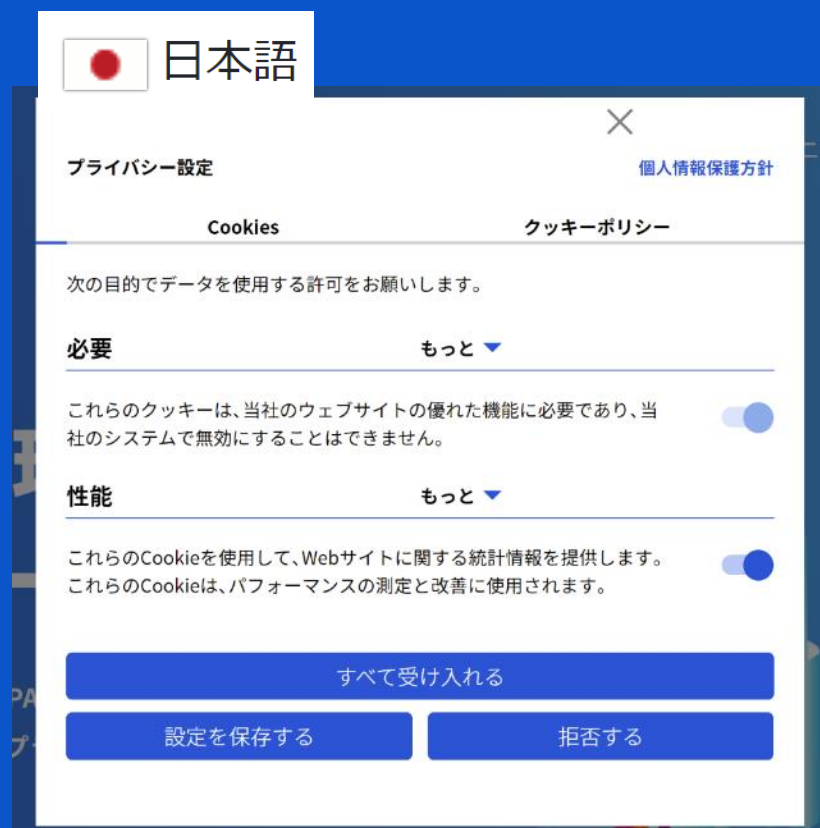 日本語
プライバシー設定
個人情報保護方針
Cookies
クッキーポリシー
次の目的でデータを使用する許可をお願いします。
必要
もっと
これらのクッキーは、当社のウェブサイトの優れた機能に必要であり、当
社のシステムで無効にすることはできません。
性能
もっと
これらのCookieを使用して、Webサイトに関する統計情報を提供します。
これらのCookieは、パフォーマンスの測定と改善に使用されます。
すべて受け入れる
設定を保存する
拒否する